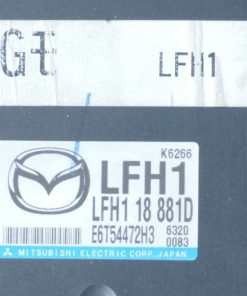 Gt LFH1
K6266
LFH1
LFH1 18 881D
E6T54472H3 6320
0083
MITSUBISHI ELECTRIC CORP., JAPAN